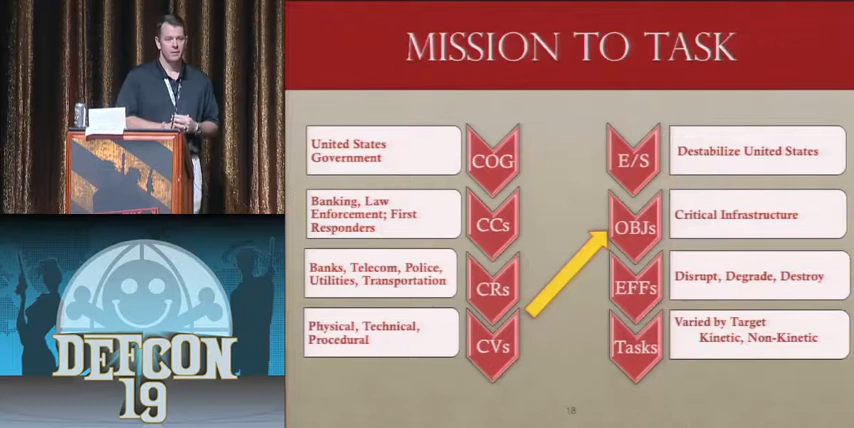 MISSION TO TASK
United States
Government
COG
Banking, Law
Enforcement; First
Responders
CCs
Banks, Telecom, Police,
Utilities, Transportation
CRs
Physical, Technical,
Procedural
CVs
E/S
Destabilize United States
OBJs
Critical Infrastructure
EFFs
Disrupt, Degrade, Destroy
Tasks
Varied by Target
Kinetic, Non-Kinetic
18
DEFCON
19